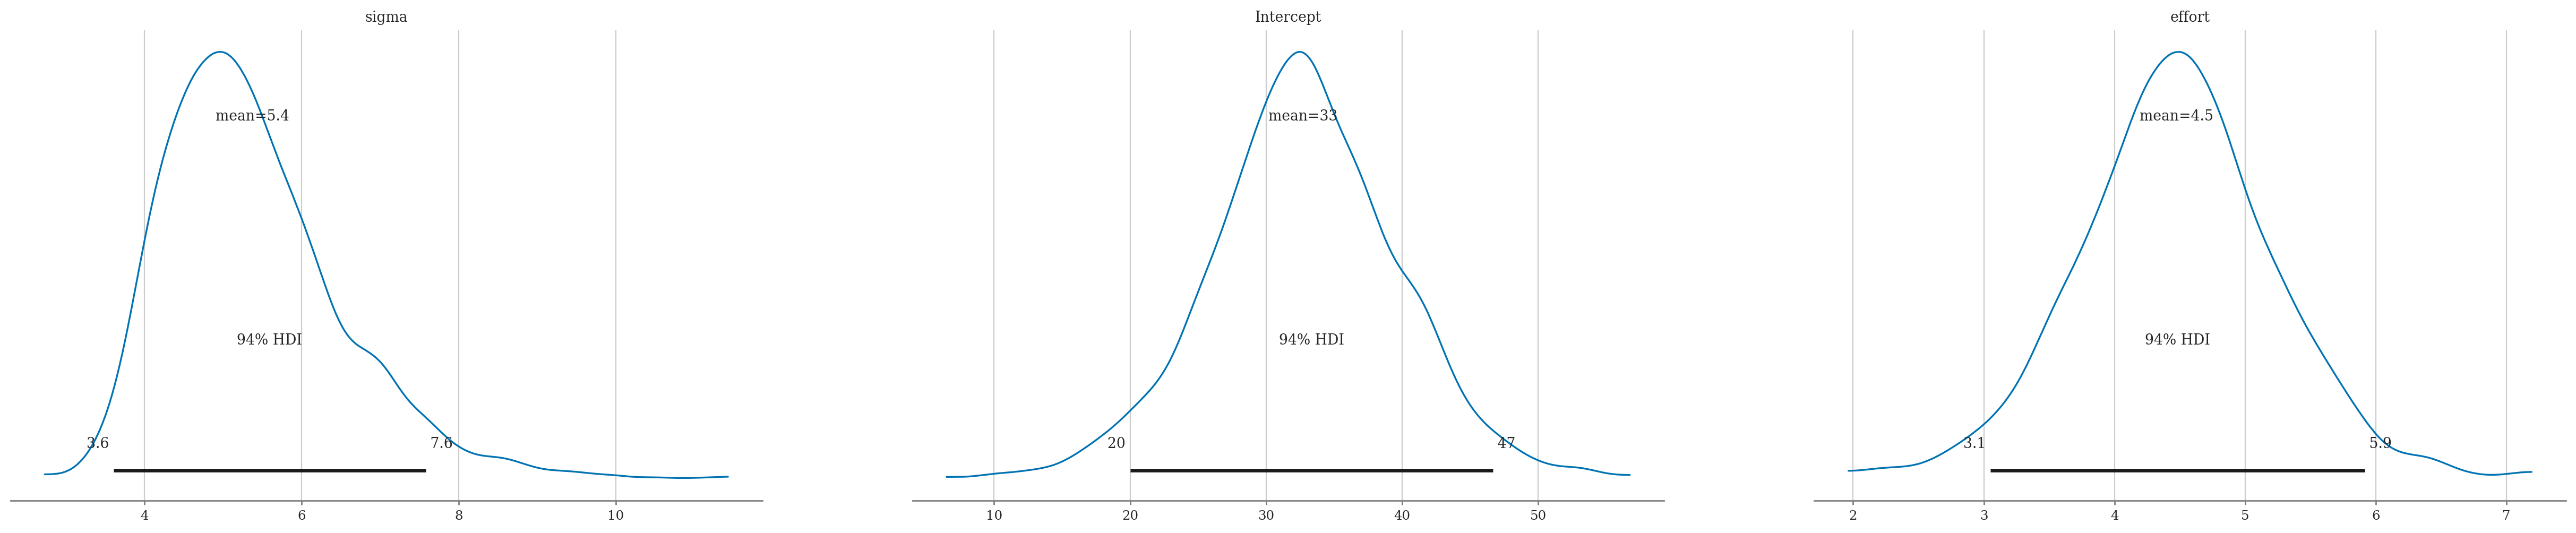 sigma
mean=5.4
94% HDI
3.6 7.6
4 6 8 10
Intercept
mean=33
94% HDI
20 47
10 20 30 40 50
effort
mean=4.5
94% HDI
3.1 5.9
2 3 4 5 6 7